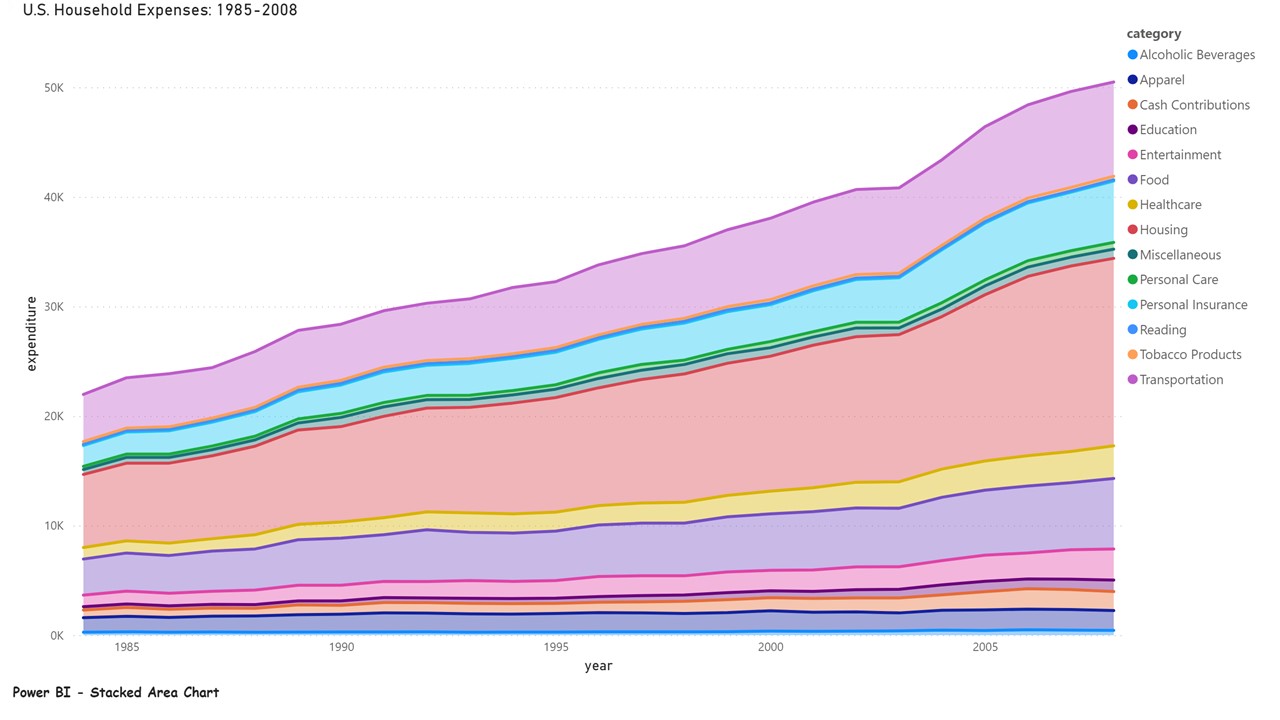 U.S. Household Expenses: 1985-2008
category
Alcoholic Beverages
Apparel
Cash Contributions
Education
Entertainment
Food
Healthcare
Housing
Miscellaneous
Personal Care
Personal Insurance
Reading
Tobacco Products
Transportation
expenditure
50K
40K
30K
20K
10K
0K
1985
1990
1995
2000
2005
year
Power BI - Stacked Area Chart